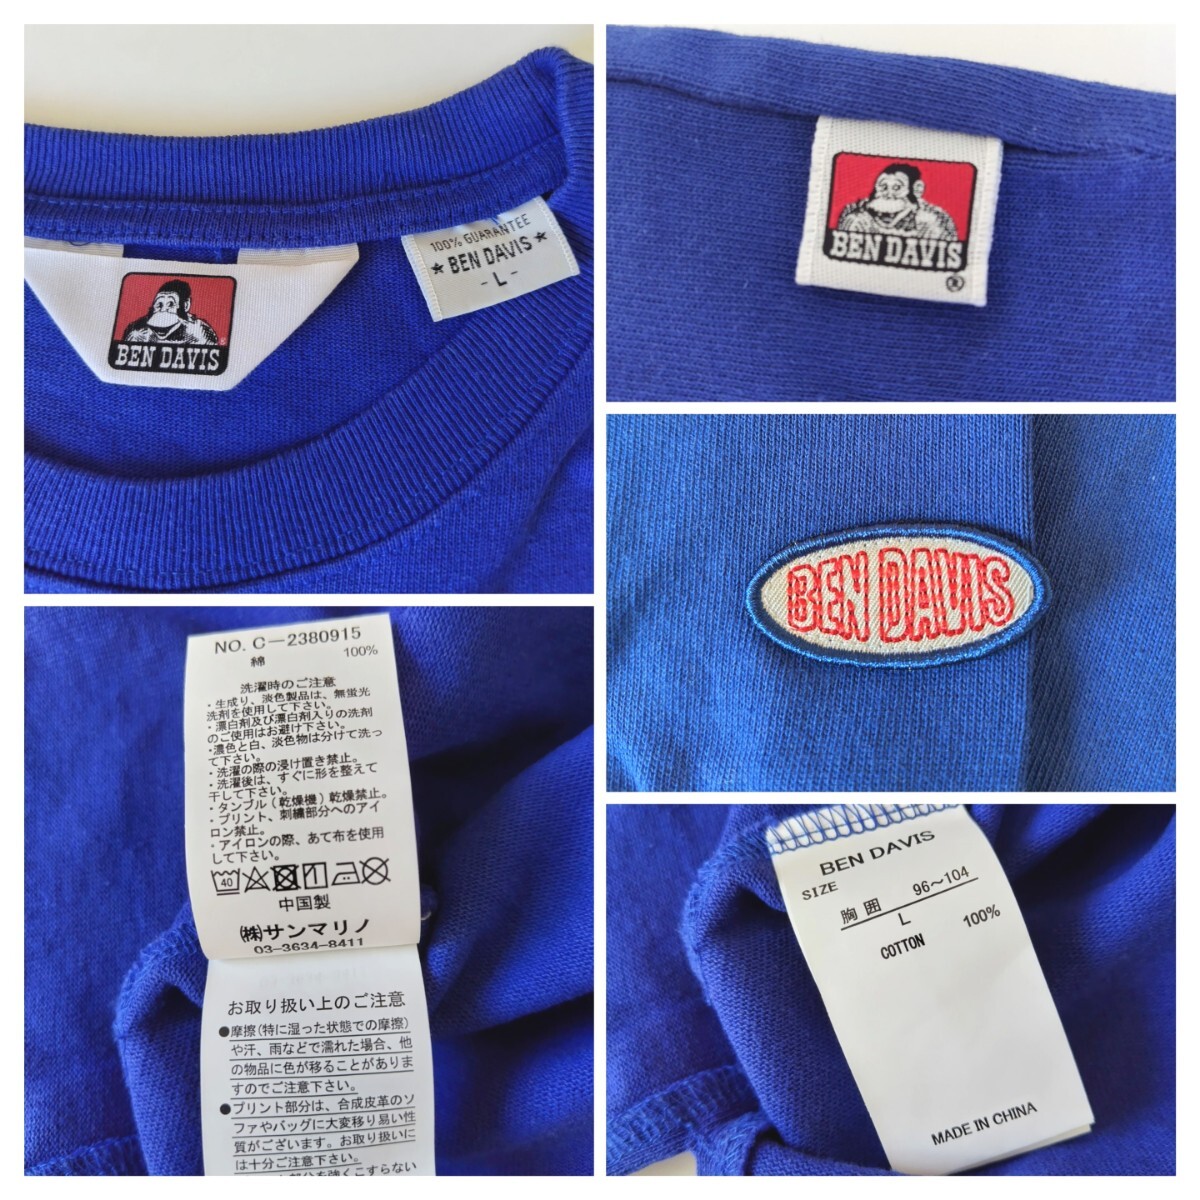 BEN DAVIS
100% GUARANTEE
★ BEN DAVIS ★
- L -
BEN DAVIS
BEN DAVIS
NO. C-2380915
綿 100%
洗濯時のご注意
・生成り、淡色製品は、無蛍光
洗剤を使用して下さい。
・漂白剤及び漂白剤入りの洗剤
のご使用はお避け下さい。
・濃色と白、淡色物は分けて洗っ
て下さい。
・洗濯の際の浸け置き禁止。
・洗濯後は、すぐに形を整えて
干して下さい。
・タンブル(乾燥機)乾燥禁止。
・プリント、刺繍部分へのアイ
ロン禁止。
・アイロンの際、あて布を使用
して下さい。
40
中国製
㈱サンマリノ
03-3634-8411
お取り扱い上のご注意
●摩擦(特に湿った状態での摩擦)
や汗、雨などで濡れた場合、他
の物品に色が移ることがありま
すのでご注意下さい。
●プリント部分は、合成皮革のソ
ファやバッグに大変移り易い性
質がございます。お取り扱いに
は十分ご注意下さい。
BEN DAVIS
SIZE
胸囲 96～104
L
COTTON 100%
MADE IN CHINA